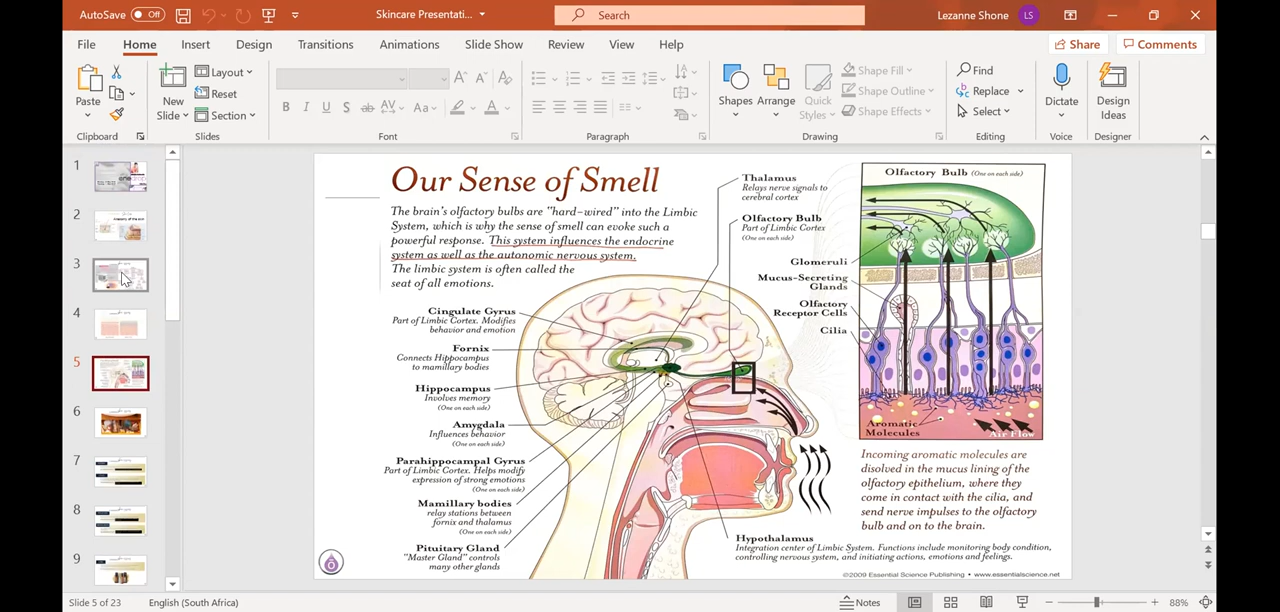 AutoSave Off
Skincare Presentati...
Search
Lezanne Shone LS
File Home Insert Design Transitions Animations Slide Show Review View Help
Share Comments
Paste
Clipboard
New
Slide
Layout
Reset
Section
Slides
B I U S ab AV Aa A
Font
Paragraph
Shapes
Arrange
Quick
Styles
Shape Fill
Shape Outline
Shape Effects
Drawing
Find
Replace
Select
Editing
Dictate
Voice
Design
Ideas
Designer
1
2
3
4
5
6
7
8
9
Our Sense of Smell
The brain's olfactory bulbs are "hard-wired" into the Limbic
System, which is why the sense of smell can evoke such a
powerful response. This system influences the endocrine
system as well as the autonomic nervous system.
The limbic system is often called the
seat of all emotions.
Cingulate Gyrus
Part of Limbic Cortex. Modifies
behavior and emotion
Fornix
Connects Hippocampus
to mamillary bodies
Hippocampus
Involves memory
(One on each side)
Amygdala
Influences behavior
(One on each side)
Parahippocampal Gyrus
Part of Limbic Cortex. Helps modify
expression of strong emotions
(One on each side)
Mamillary bodies
relay stations between
fornix and thalamus
(One on each side)
Pituitary Gland
"Master Gland" controls
many other glands
Thalamus
Relays nerve signals to
cerebral cortex
Olfactory Bulb
Part of Limbic Cortex
(One on each side)
Glomeruli
Mucus-Secreting
Glands
Olfactory
Receptor Cells
Cilia
Olfactory Bulb (One on each side)
Aromatic
Molecules
Air Flow
Incoming aromatic molecules are
disolved in the mucus lining of the
olfactory epithelium, where they
come in contact with the cilia, and
send nerve impulses to the olfactory
bulb and on to the brain.
Hypothalamus
Integration center of Limbic System. Functions include monitoring body condition,
controlling nervous system, and initiating actions, emotions and feelings.
©2009 Essential Science Publishing • www.essentialscience.net
Slide 5 of 23 English (South Africa)
Notes
88%